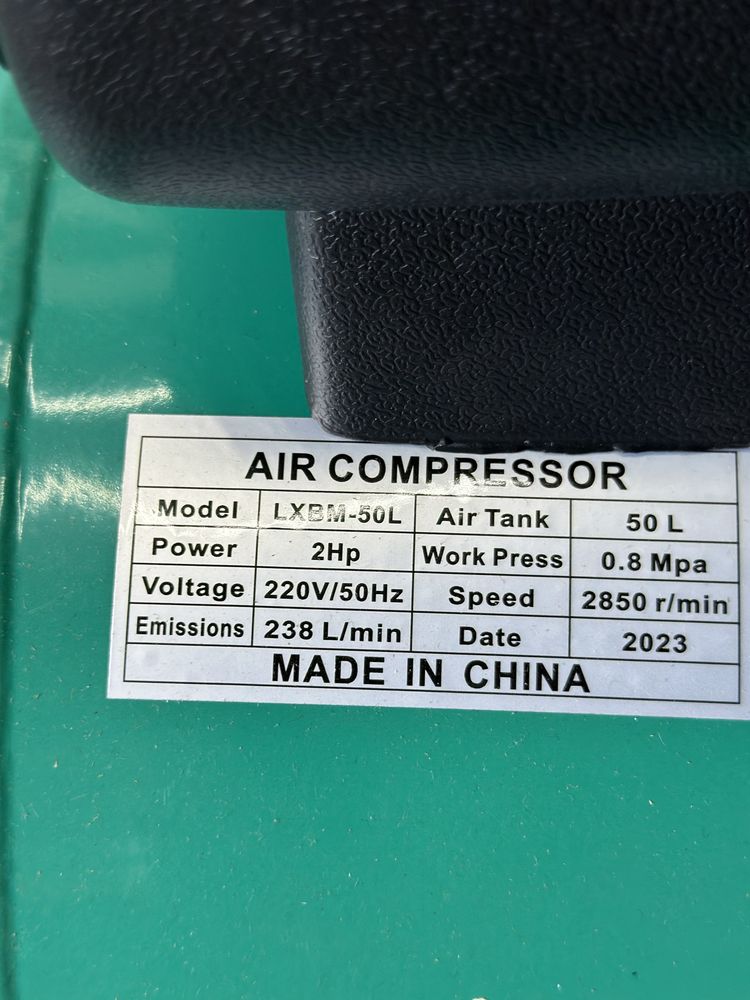 AIR COMPRESSOR
Model LXBM-50L Air Tank 50 L
Power 2Hp Work Press 0.8 Mpa
Voltage 220V/50Hz Speed 2850 r/min
Emissions 238 L/min Date 2023
MADE IN CHINA